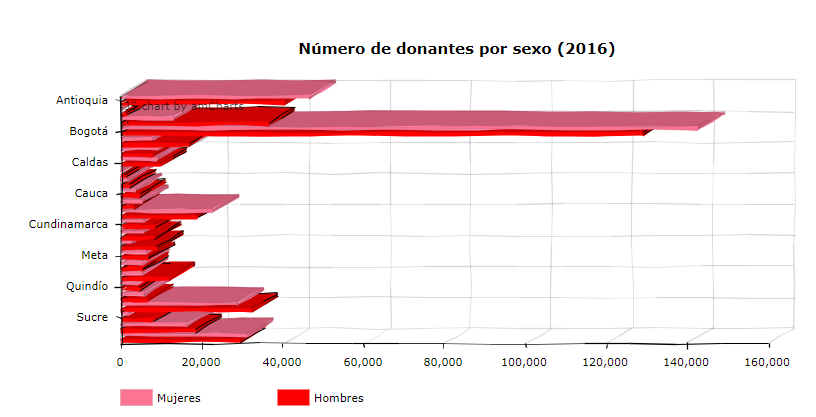 Número de donantes por sexo (2016)
chart by amCharts
Antioquia
Bogotá
Caldas
Cauca
Cundinamarca
Meta
Quindío
Sucre
0 20,000 40,000 60,000 80,000 100,000 120,000 140,000 160,000
Mujeres Hombres